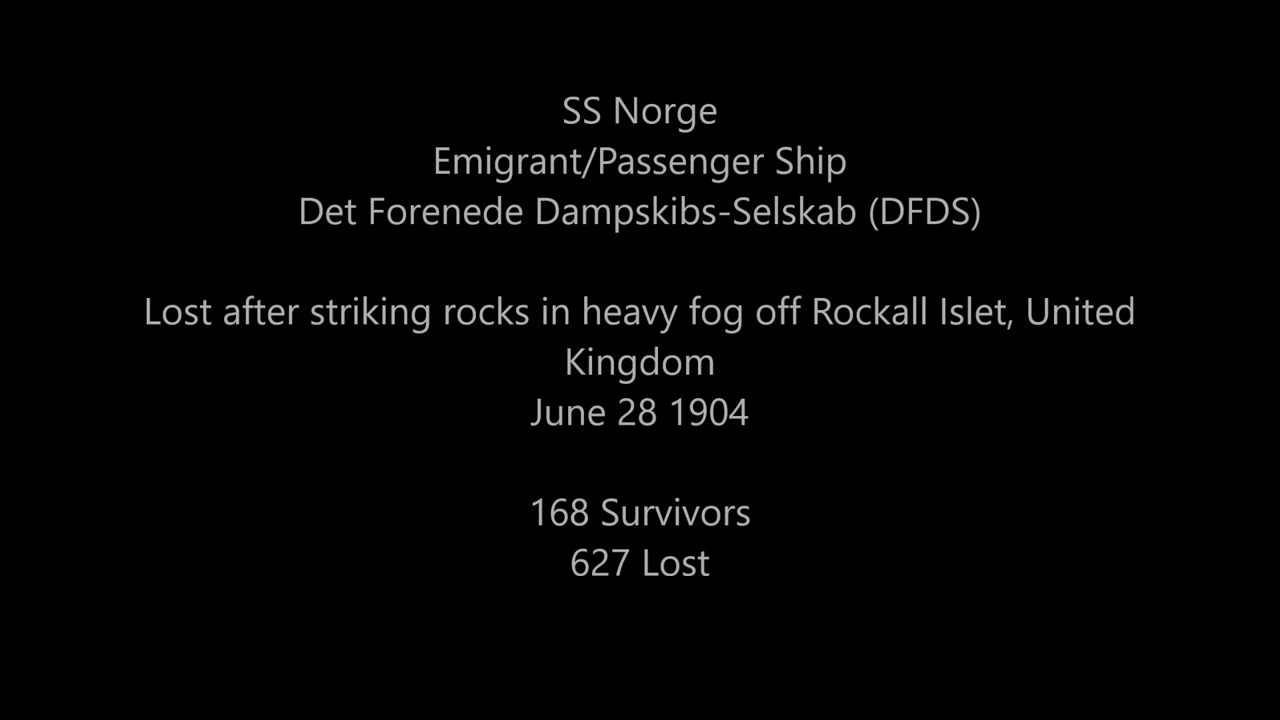 SS Norge
Emigrant/Passenger Ship
Det Forenede Dampskibs-Selskab (DFDS)
Lost after striking rocks in heavy fog off Rockall Islet, United
Kingdom
June 28 1904
168 Survivors
627 Lost